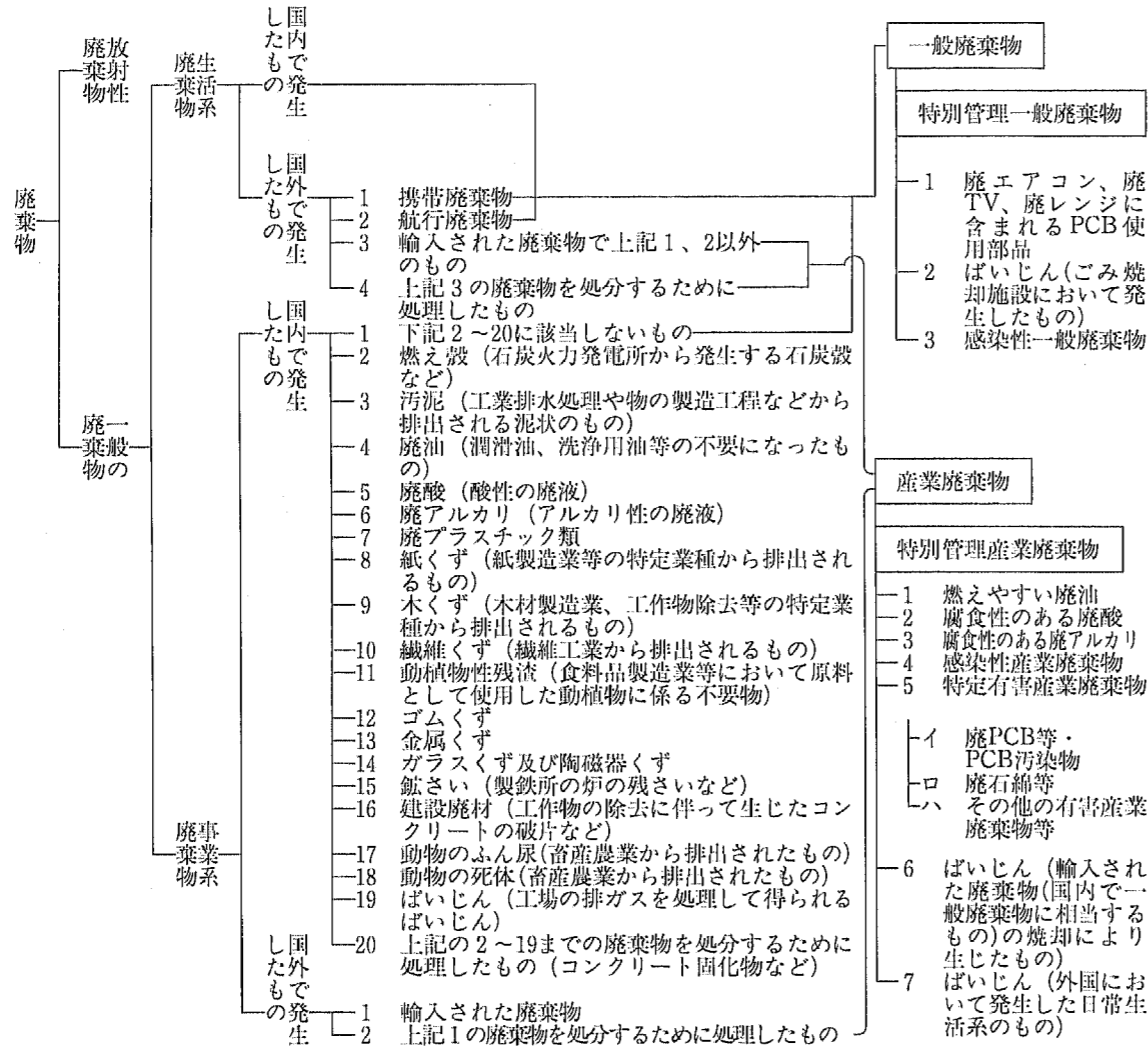 廃棄物
放射性
廃棄物
一般の
廃棄物
生活系
廃棄物
事業系
廃棄物
国内で発生
したもの
国外で発生
したもの
1 携帯廃棄物
2 航行廃棄物
3 輸入された廃棄物で上記1、2以外
のもの
4 上記3の廃棄物を処分するために
処理したもの
国内で発生
したもの
1 下記2～20に該当しないもの
2 燃え殻（石炭火力発電所から発生する石炭殻
など）
3 汚泥（工業排水処理や物の製造工程などから
排出される泥状のもの）
4 廃油（潤滑油、洗浄用油等の不要になったも
の）
5 廃酸（酸性の廃液）
6 廃アルカリ（アルカリ性の廃液）
7 廃プラスチック類
8 紙くず（紙製造業等の特定業種から排出され
るもの）
9 木くず（木材製造業、工作物除去等の特定業
種から排出されるもの）
10 繊維くず（繊維工業から排出されるもの）
11 動植物性残渣（食料品製造業等において原料
として使用した動植物に係る不要物）
12 ゴムくず
13 金属くず
14 ガラスくず及び陶磁器くず
15 鉱さい（製鉄所の炉の残さいなど）
16 建設廃材（工作物の除去に伴って生じたコン
クリートの破片など）
17 動物のふん尿（畜産農業から排出されたもの）
18 動物の死体（畜産農業から排出されたもの）
19 ばいじん（工場の排ガスを処理して得られる
ばいじん）
20 上記の2～19までの廃棄物を処分するために
処理したもの（コンクリート固化物など）
国外で発生
したもの
1 輸入された廃棄物
2 上記1の廃棄物を処分するために処理したもの
一般廃棄物
特別管理一般廃棄物
1 廃エアコン、廃
TV、廃レンジに
含まれるPCB使
用部品
2 ばいじん（ごみ焼
却施設において発
生したもの）
3 感染性一般廃棄物
産業廃棄物
特別管理産業廃棄物
1 燃えやすい廃油
2 腐食性のある廃酸
3 腐食性のある廃アルカリ
4 感染性産業廃棄物
5 特定有害産業廃棄物
イ 廃PCB等・
PCB汚染物
ロ 廃石綿等
ハ その他の有害産業
廃棄物等
6 ばいじん（輸入され
た廃棄物（国内で一
般廃棄物に相当する
もの）の焼却により
生じたもの）
7 ばいじん（外国にお
いて発生した日常生
活系のもの）